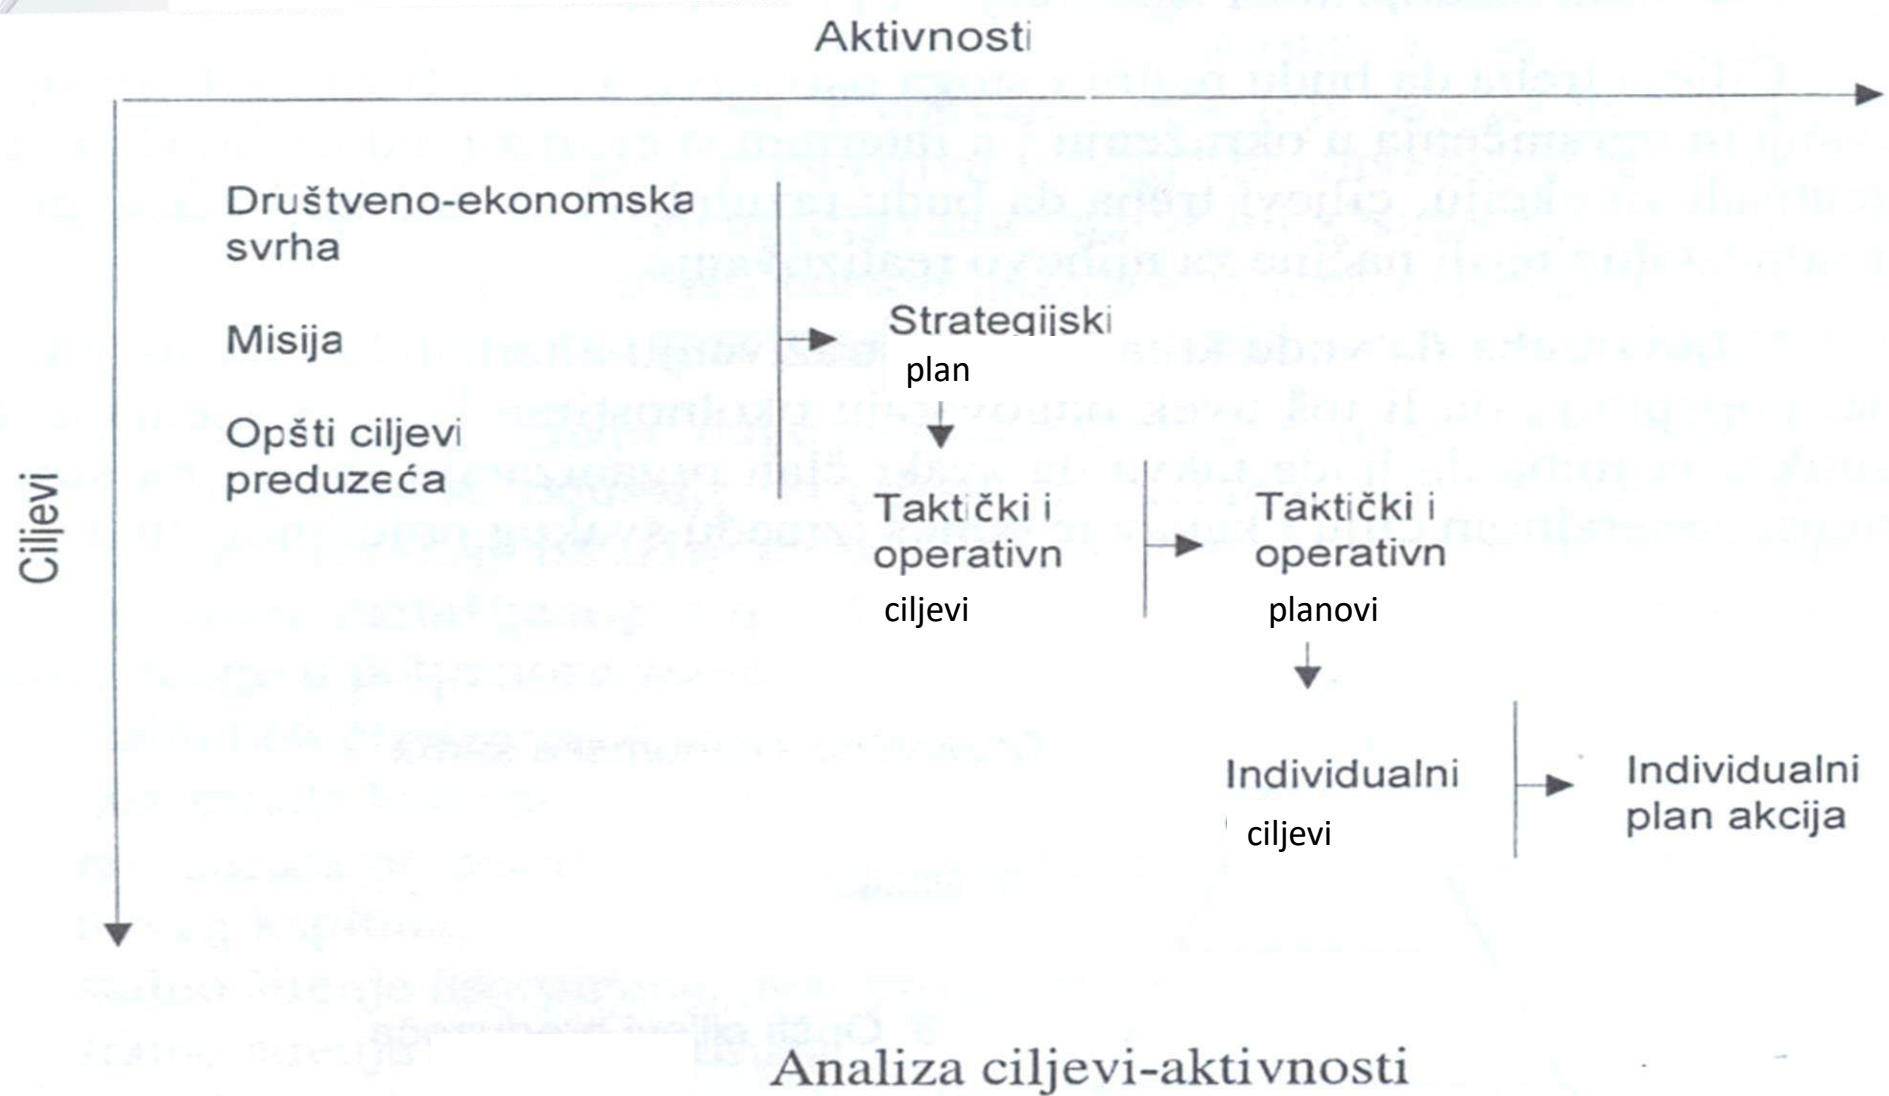 Aktivnosti
Ciljevi
Društveno-ekonomska
svrha
Misija
Opšti ciljevi
preduzeća
Strategijski
plan
Taktički i
operativn
ciljevi
Taktički i
operativn
planovi
Individualni
ciljevi
Individualni
plan akcija
Analiza ciljevi-aktivnosti